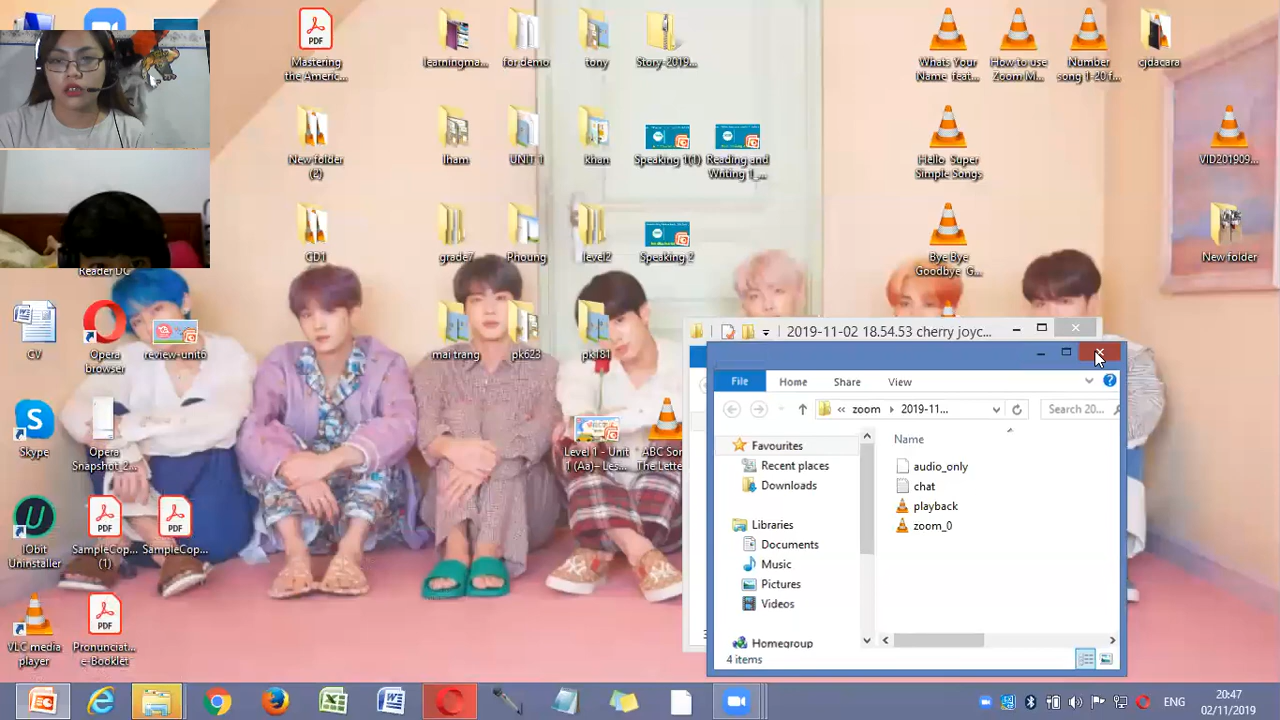 PDF
Mastering
the Americ...
learningma...
for demo
tony
Story-2019...
Whats Your
Name feat...
How to use
Zoom M...
Number
song 1-20 f...
cjdacara
New folder
(2)
lham
UNIT 1
khan
Speaking 1(1)
Reading and
Writing 1_...
Hello Super
Simple Songs
VID201909...
CD1
grade7
Phoung
level2
Speaking 2
Bye Bye
Goodbye G...
New folder
Reader DC
CV
Opera
browser
review-unit6
mai trang
pk623
pk181
Skype
Opera
Snapshot_2...
Level 1 - Unit
1 (Aa)– Les...
ABC Son
The Lette
PDF
PDF
IObit
Uninstaller
SampleCop...
(1)
SampleCop...
PDF
VLC media
player
Pronunciat...
e-Booklet
2019-11-02 18.54.53 cherry joyc...
File
Home
Share
View
zoom
2019-11...
Search 20...
Favourites
Recent places
Downloads
Libraries
Documents
Music
Pictures
Videos
Homegroup
Name
audio_only
chat
playback
zoom_0
4 items
ENG
20:47
02/11/2019